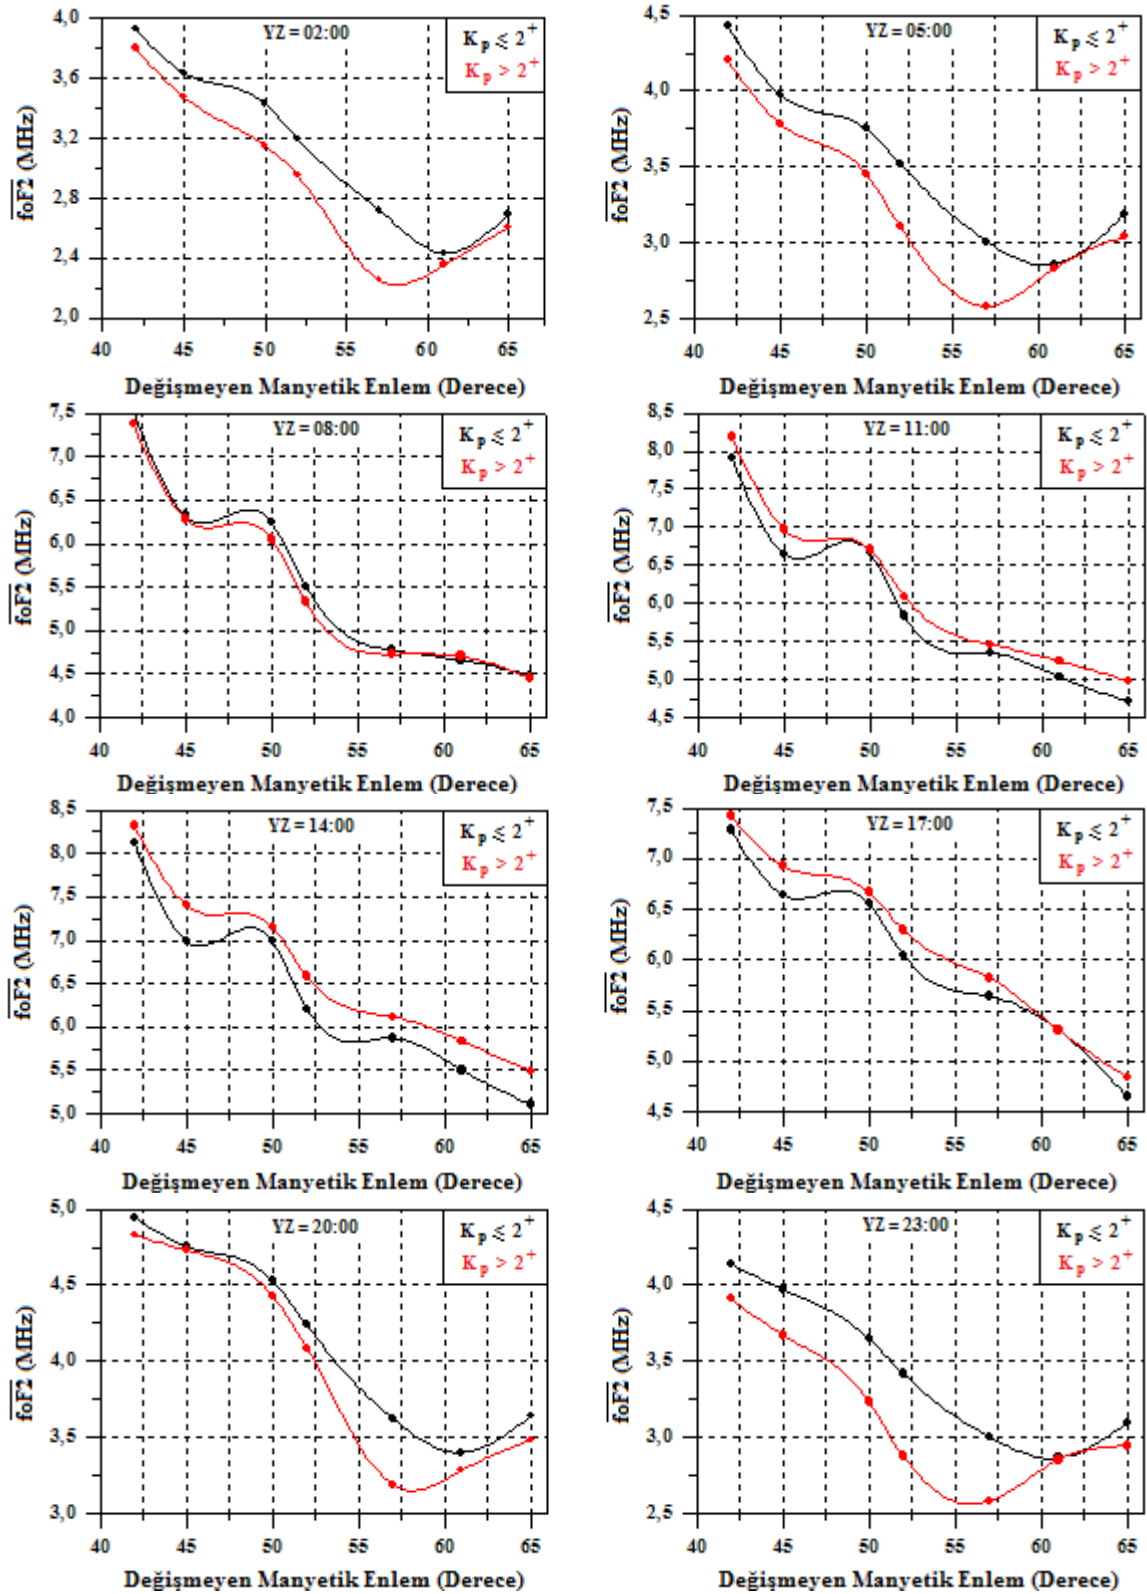 YZ = 02:00
Kp ⩽ 2+
Kp > 2+
foF2 (MHz)
4,0
3,6
3,2
2,8
2,4
2,0
40 45 50 55 60 65
Değişmeyen Manyetik Enlem (Derece)
YZ = 05:00
Kp ⩽ 2+
Kp > 2+
foF2 (MHz)
4,5
4,0
3,5
3,0
2,5
40 45 50 55 60 65
Değişmeyen Manyetik Enlem (Derece)
YZ = 08:00
Kp ⩽ 2+
Kp > 2+
foF2 (MHz)
7,5
7,0
6,5
6,0
5,5
5,0
4,5
4,0
40 45 50 55 60 65
Değişmeyen Manyetik Enlem (Derece)
YZ = 11:00
Kp ⩽ 2+
Kp > 2+
foF2 (MHz)
8,5
8,0
7,5
7,0
6,5
6,0
5,5
5,0
4,5
40 45 50 55 60 65
Değişmeyen Manyetik Enlem (Derece)
YZ = 14:00
Kp ⩽ 2+
Kp > 2+
foF2 (MHz)
8,5
8,0
7,5
7,0
6,5
6,0
5,5
5,0
40 45 50 55 60 65
Değişmeyen Manyetik Enlem (Derece)
YZ = 17:00
Kp ⩽ 2+
Kp > 2+
foF2 (MHz)
7,5
7,0
6,5
6,0
5,5
5,0
4,5
40 45 50 55 60 65
Değişmeyen Manyetik Enlem (Derece)
YZ = 20:00
Kp ⩽ 2+
Kp > 2+
foF2 (MHz)
5,0
4,5
4,0
3,5
3,0
40 45 50 55 60 65
Değişmeyen Manyetik Enlem (Derece)
YZ = 23:00
Kp ⩽ 2+
Kp > 2+
foF2 (MHz)
4,5
4,0
3,5
3,0
2,5
40 45 50 55 60 65
Değişmeyen Manyetik Enlem (Derece)